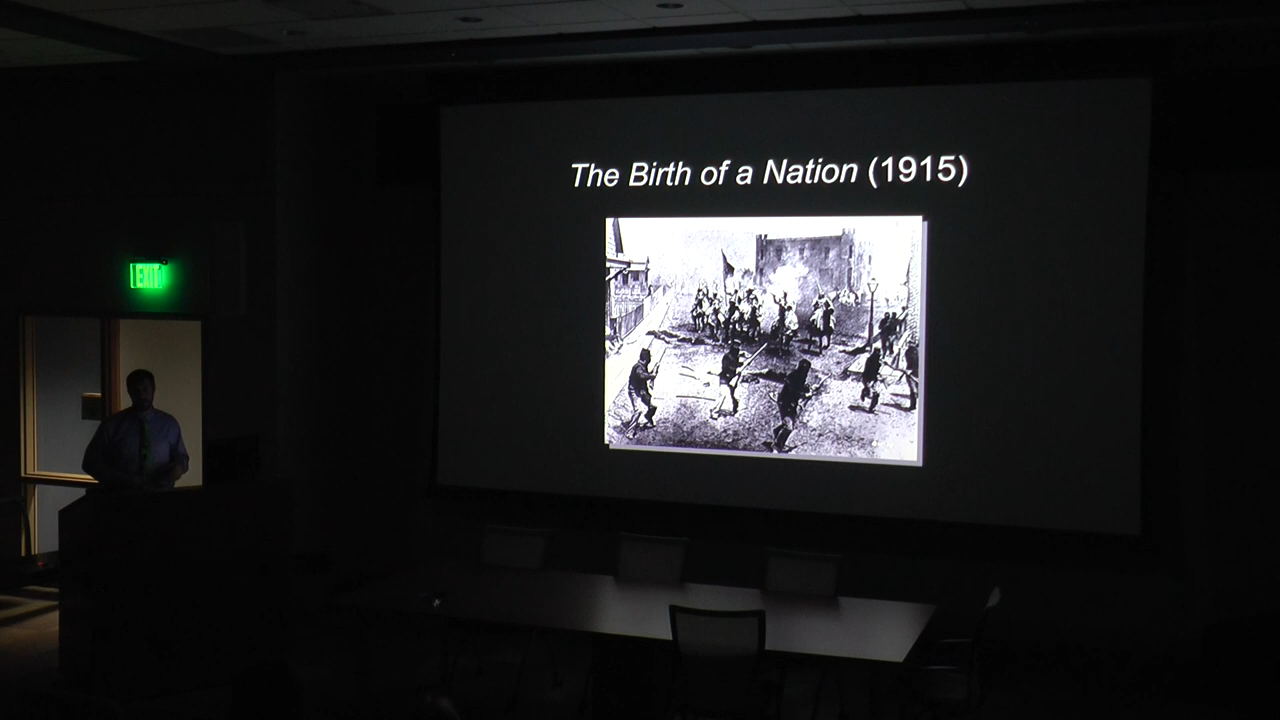 The Birth of a Nation (1915)
EXIT